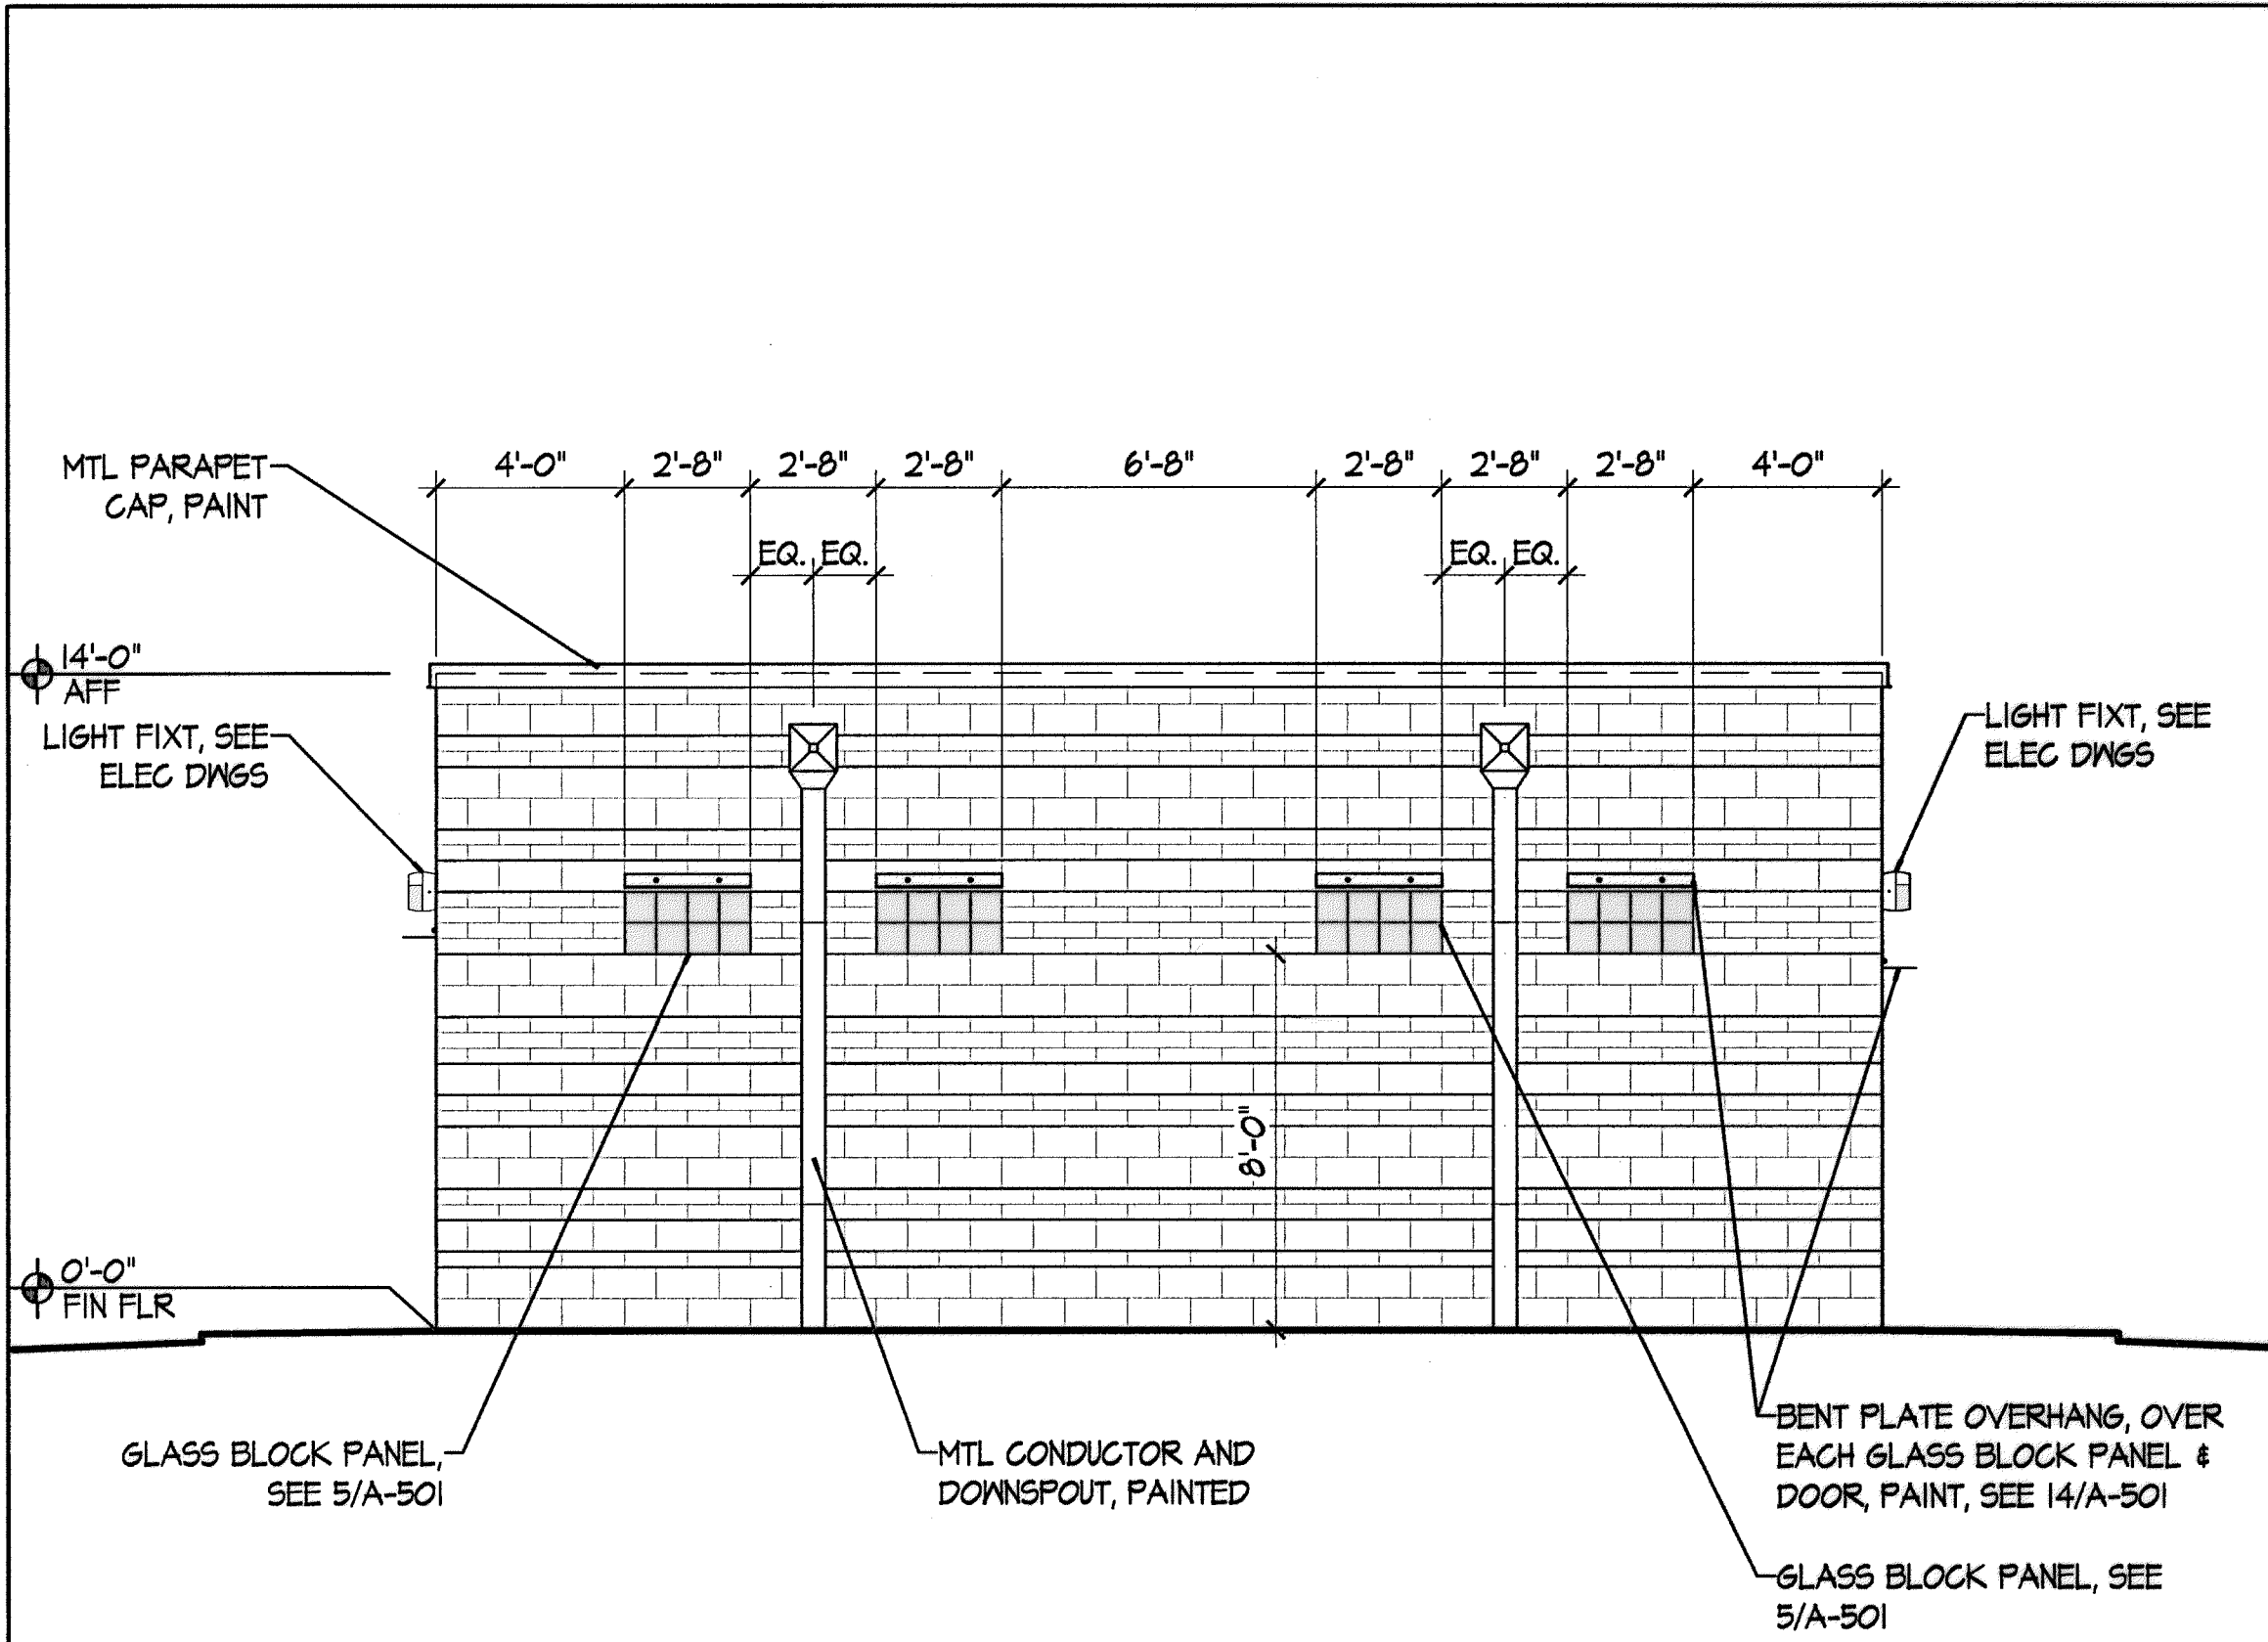 4'-0" 2'-8" 2'-8" 2'-8" 6'-8" 2'-8" 2'-8" 2'-8" 4'-0"
MTL PARAPET
CAP, PAINT
EQ. EQ. EQ. EQ.
14'-0"
AFF
LIGHT FIXT, SEE
ELEC DWGS
LIGHT FIXT, SEE
ELEC DWGS
8'-0"
0'-0"
FIN FLR
GLASS BLOCK PANEL,
SEE 5/A-501
MTL CONDUCTOR AND
DOWNSPOUT, PAINTED
BENT PLATE OVERHANG, OVER
EACH GLASS BLOCK PANEL &
DOOR, PAINT, SEE 14/A-501
GLASS BLOCK PANEL, SEE
5/A-501